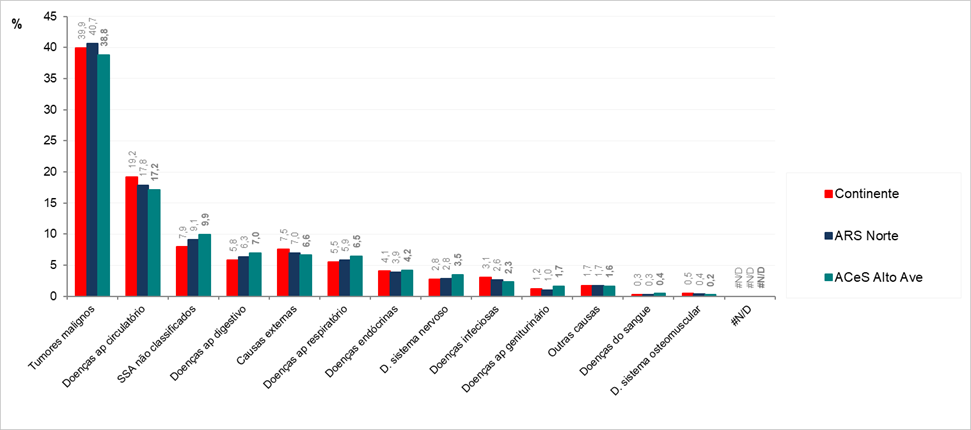 %
45
40
35
30
25
20
15
10
5
0
39,9 40,7 38,8
19,2 17,8 17,2
7,9 9,1 9,9
5,8 6,3 7,0
7,5 7,0 6,6
5,5 5,9 6,5
4,1 3,9 4,2
2,8 2,8 3,5
3,1 2,6 2,3
1,2 1,0 1,7
1,7 1,7 1,6
0,3 0,3 0,4
0,5 0,4 0,2
#N/D #N/D #N/D
Tumores malignos
Doenças ap circulatório
SSA não classificados
Doenças ap digestivo
Causas externas
Doenças ap respiratório
Doenças endócrinas
D. sistema nervoso
Doenças infeciosas
Doenças ap geniturinário
Outras causas
Doenças do sangue
D. sistema osteomuscular
#N/D
Continente
ARS Norte
ACeS Alto Ave